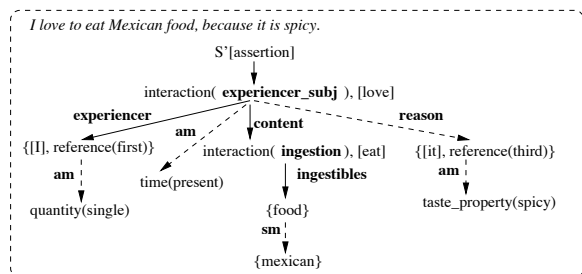 I love to eat Mexican food, because it is spicy.
S'[assertion]
interaction( experiencer_subj ), [love]
experiencer
am
content
reason
{[I], reference(first)}
interaction( ingestion ), [eat]
{[it], reference(third)}
am
time(present)
ingestibles
am
quantity(single)
{food}
taste_property(spicy)
sm
{mexican}